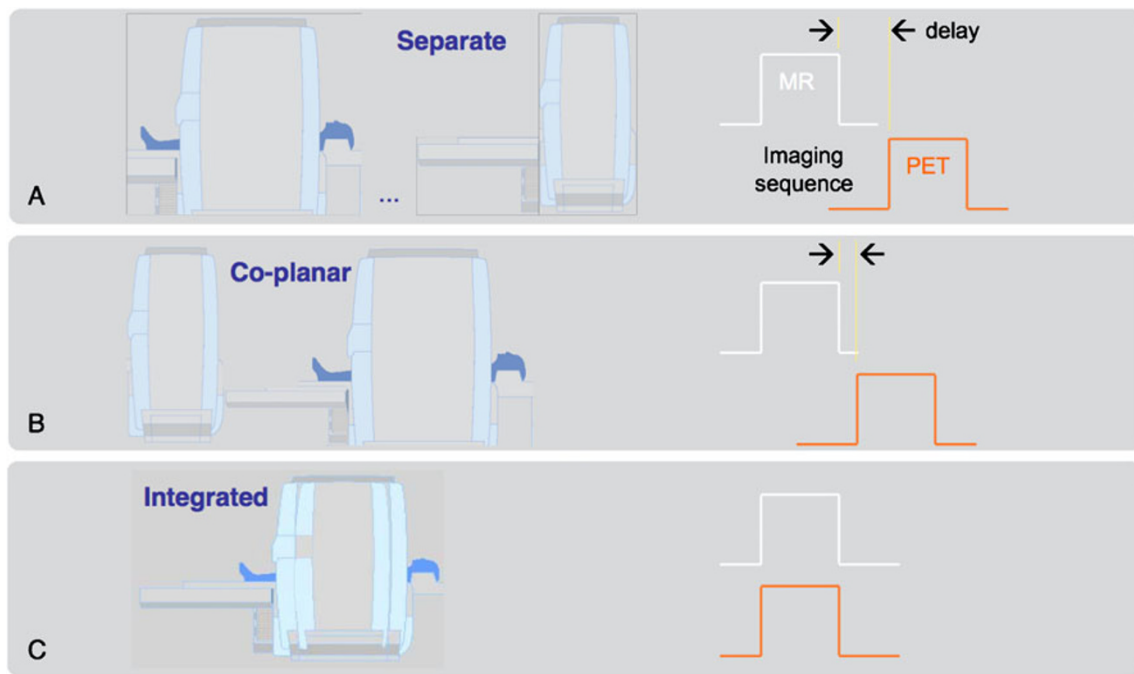 Separate
...
MR
delay
Imaging
sequence
PET
A
Co-planar
B
Integrated
C